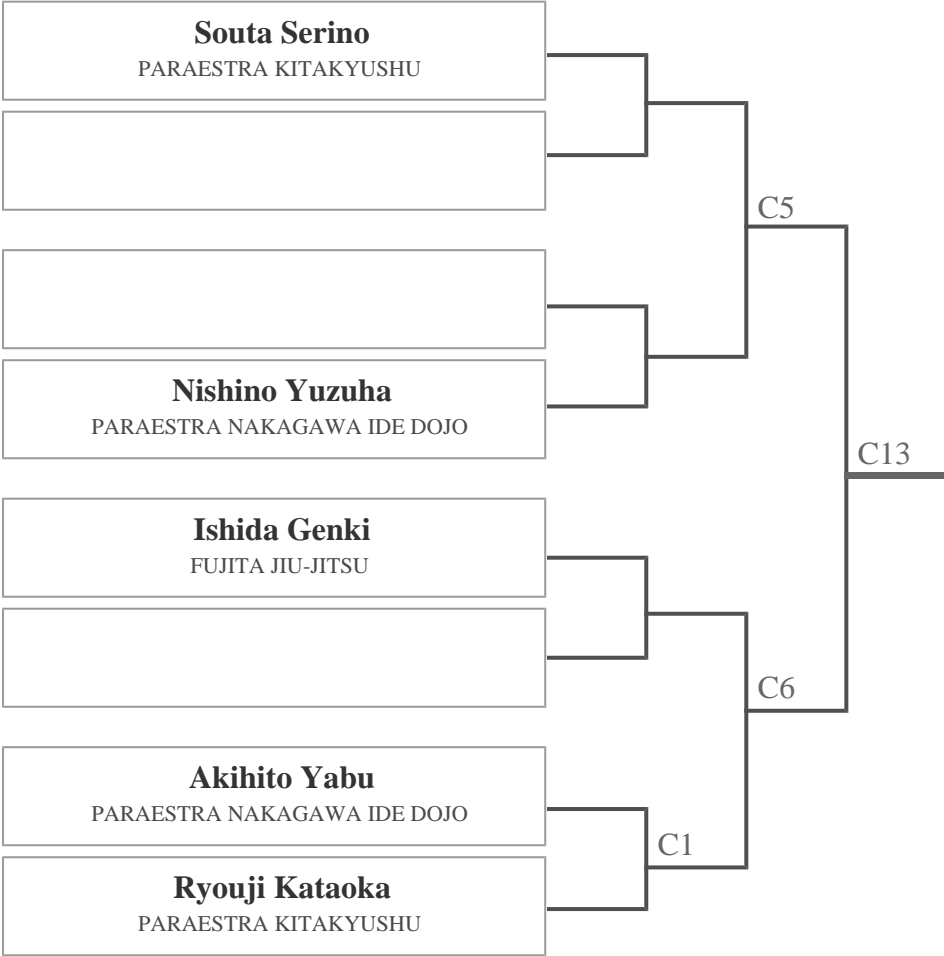 Souta Serino
PARAESTRA KITAKYUSHU
C5
Nishino Yuzuha
PARAESTRA NAKAGAWA IDE DOJO
C13
Ishida Genki
FUJITA JIU-JITSU
C6
Akihito Yabu
PARAESTRA NAKAGAWA IDE DOJO
C1
Ryouji Kataoka
PARAESTRA KITAKYUSHU